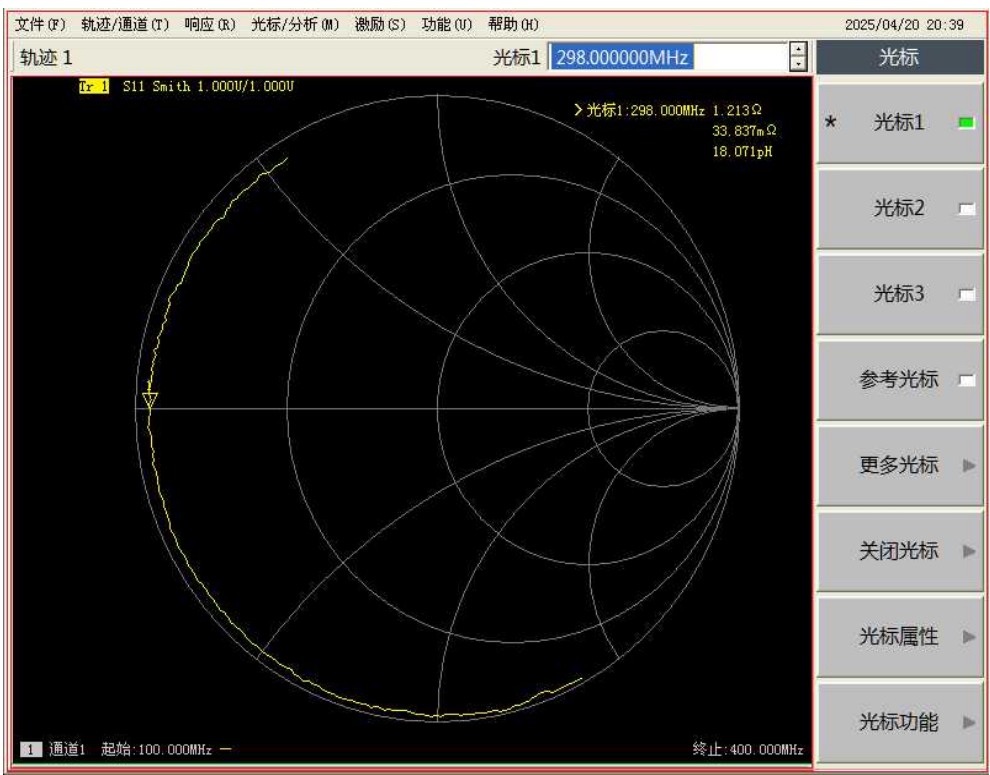 文件(F) 轨迹/通道(T) 响应(R) 光标/分析(M) 激励(S) 功能(U) 帮助(H) 2025/04/20 20:39
轨迹 1 光标1 298.000000MHz 光标
Tr 1 S11 Smith 1.000U/1.000U
>光标1:298.000MHz 1.213Ω
33.837mΩ
18.071pH
* 光标1
光标2
光标3
参考光标
更多光标
关闭光标
光标属性
光标功能
1 通道1 起始:100.000MHz 终止:400.000MHz